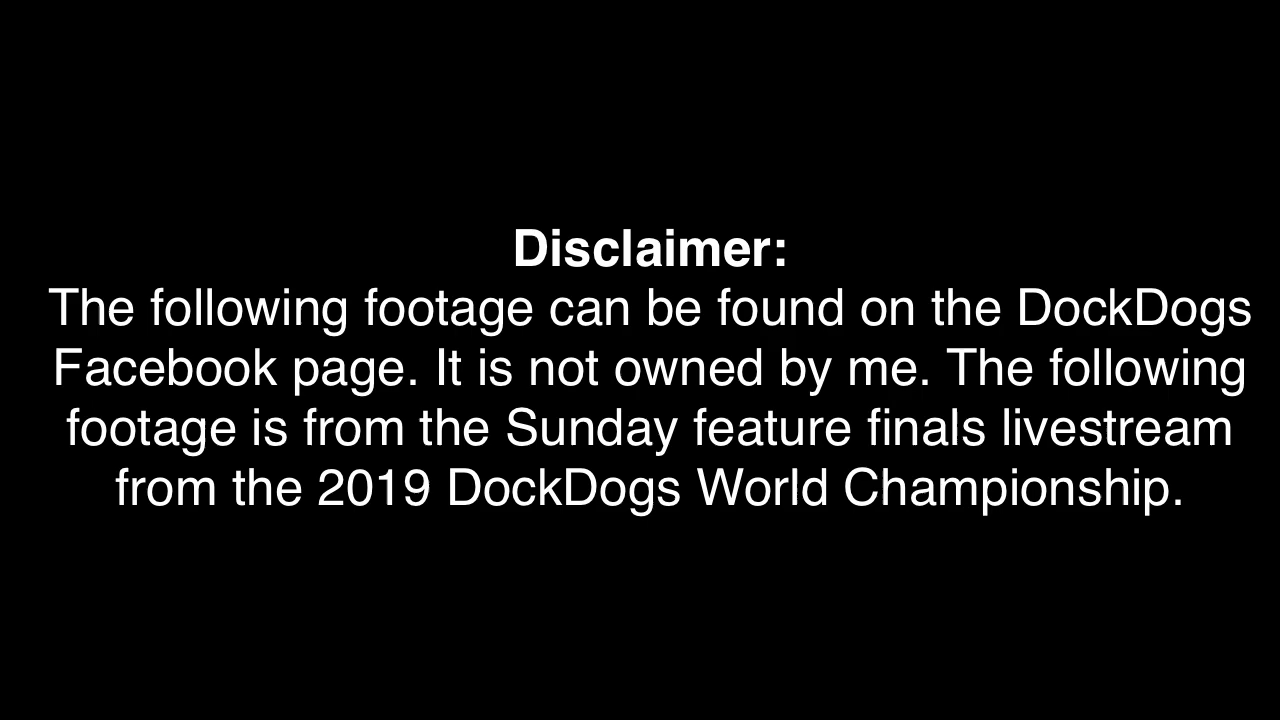 Disclaimer:
The following footage can be found on the DockDogs
Facebook page. It is not owned by me. The following
footage is from the Sunday feature finals livestream
from the 2019 DockDogs World Championship.